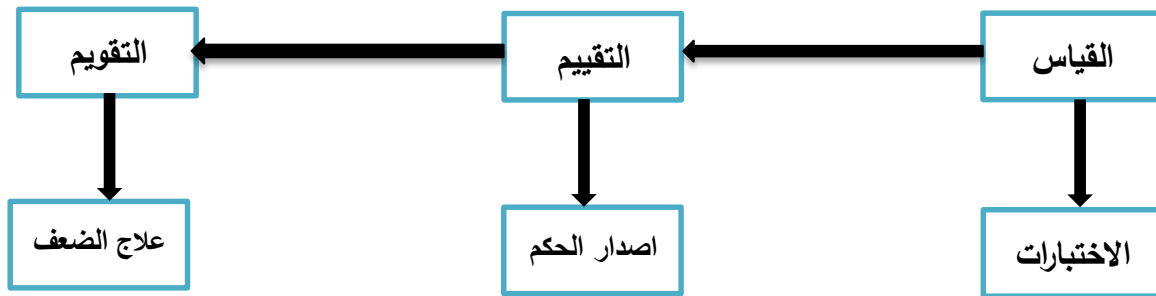 القياس
التقييم
التقويم
الاختبارات
اصدار الحكم
علاج الضعف